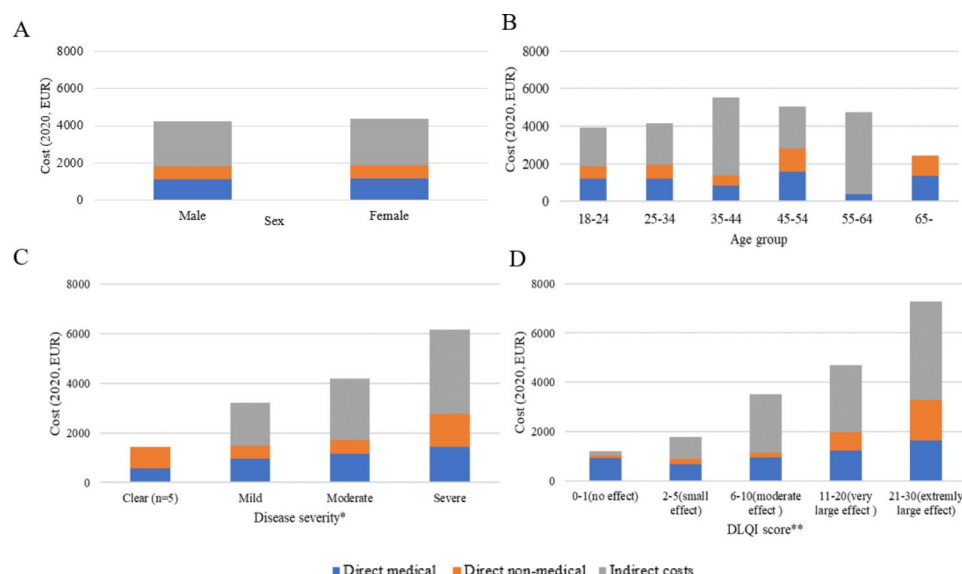 A
Cost (2020, EUR)
8000
6000
4000
2000
0
Male
Female
Sex
B
Cost (2020, EUR)
8000
6000
4000
2000
0
18-24
25-34
35-44
45-54
55-64
65-
Age group
C
Cost (2020, EUR)
8000
6000
4000
2000
0
Clear (n=5)
Mild
Moderate
Severe
Disease severity*
D
Cost (2020, EUR)
8000
6000
4000
2000
0
0-1(no effect)
2-5(small
effect)
6-10(moderate
effect )
11-20(very
large effect )
21-30(extremly
large effect)
DLQI score**
Direct medical
Direct non-medical
Indirect costs